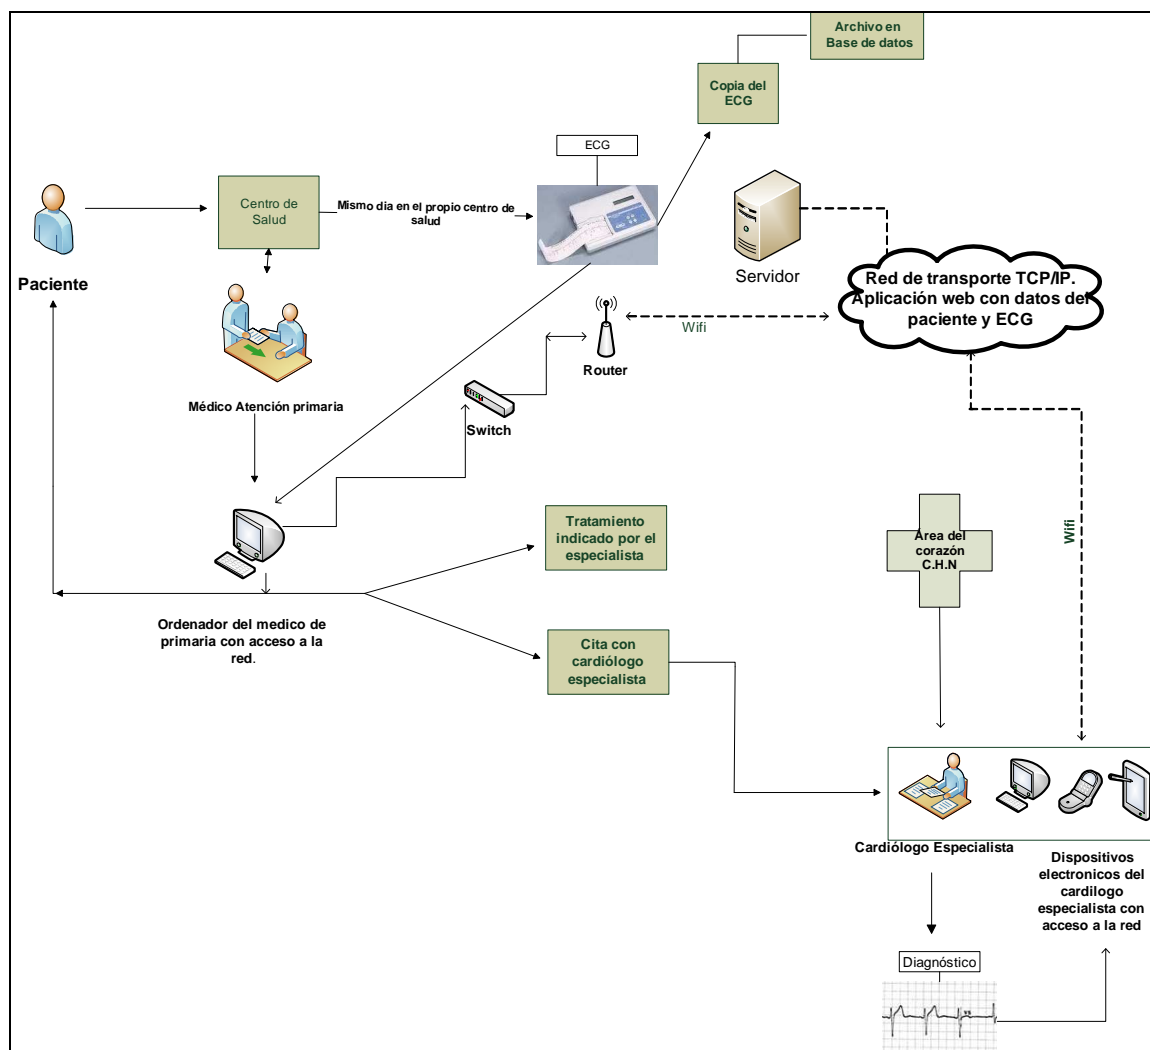 Archivo en
Base de datos
Copia del
ECG
ECG
Centro de
Salud
Mismo dia en el propio centro de
salud
Paciente
Servidor
Red de transporte TCP/IP.
Aplicación web con datos del
paciente y ECG
Wifi
Router
Médico Atención primaria
Switch
Tratamiento
indicado por el
especialista
Área del
corazón
C.H.N
Wifi
Ordenador del medico de
primaria con acceso a la
red.
Cita con
cardiólogo
especialista
Cardiólogo Especialista
Dispositivos
electronicos del
cardilogo
especialista con
acceso a la red
Diagnóstico